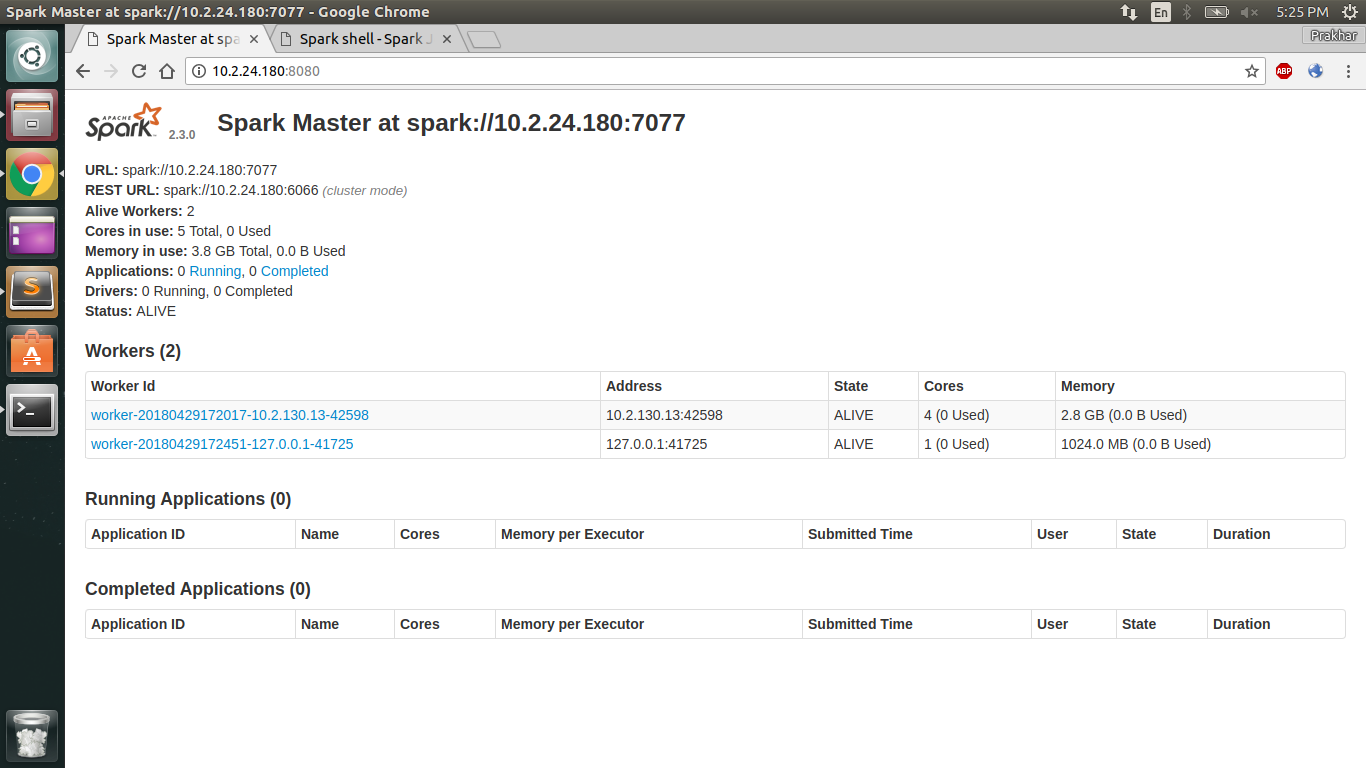 Spark Master at spark://10.2.24.180:7077 - Google Chrome
En
5:25 PM
Spark Master at spa
Spark shell - Spark J
Prakhar
10.2.24.180:8080
ABP
APACHE Spark 2.3.0
Spark Master at spark://10.2.24.180:7077
URL: spark://10.2.24.180:7077
REST URL: spark://10.2.24.180:6066 (cluster mode)
Alive Workers: 2
Cores in use: 5 Total, 0 Used
Memory in use: 3.8 GB Total, 0.0 B Used
Applications: 0 Running, 0 Completed
Drivers: 0 Running, 0 Completed
Status: ALIVE
Workers (2)
Worker Id Address State Cores Memory
worker-20180429172017-10.2.130.13-42598 10.2.130.13:42598 ALIVE 4 (0 Used) 2.8 GB (0.0 B Used)
worker-20180429172451-127.0.0.1-41725 127.0.0.1:41725 ALIVE 1 (0 Used) 1024.0 MB (0.0 B Used)
Running Applications (0)
Application ID Name Cores Memory per Executor Submitted Time User State Duration
Completed Applications (0)
Application ID Name Cores Memory per Executor Submitted Time User State Duration